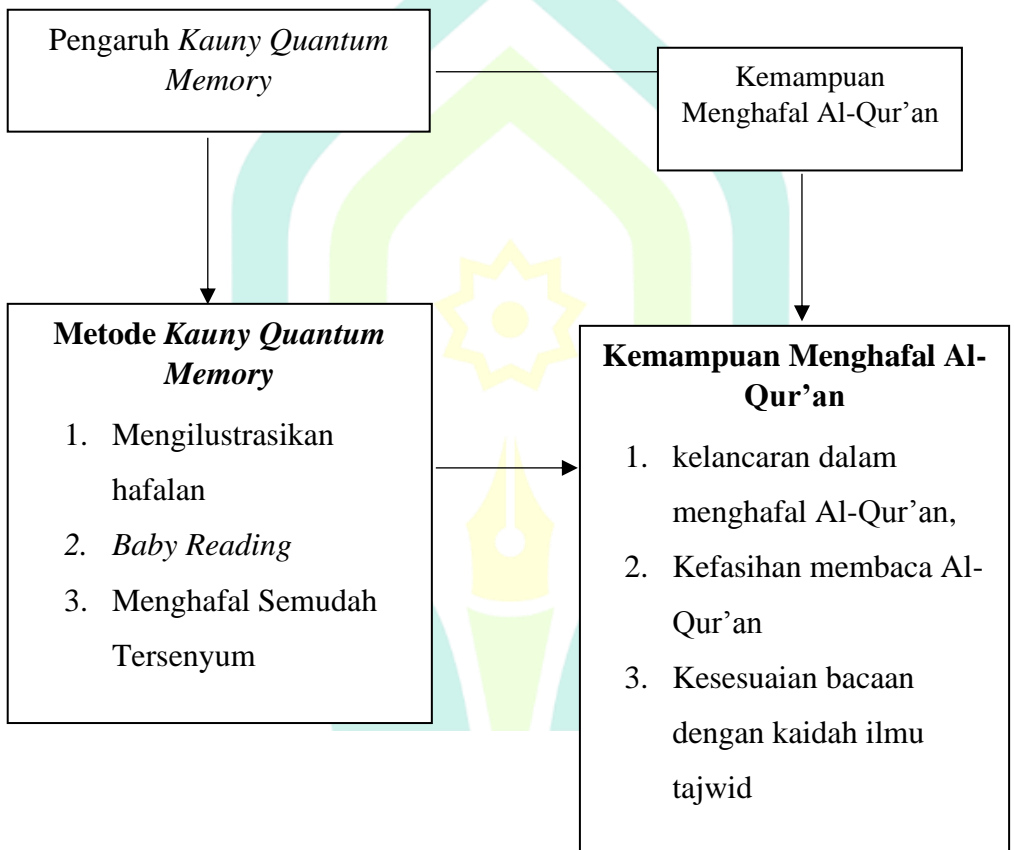 Pengaruh Kauny Quantum
Memory
Kemampuan
Menghafal Al-Qur’an
Metode Kauny Quantum
Memory
1. Mengilustrasikan
hafalan
2. Baby Reading
3. Menghafal Semudah
Tersenyum
Kemampuan Menghafal Al-
Qur’an
1. kelancaran dalam
menghafal Al-Qur’an,
2. Kefasihan membaca Al-
Qur’an
3. Kesesuaian bacaan
dengan kaidah ilmu
tajwid